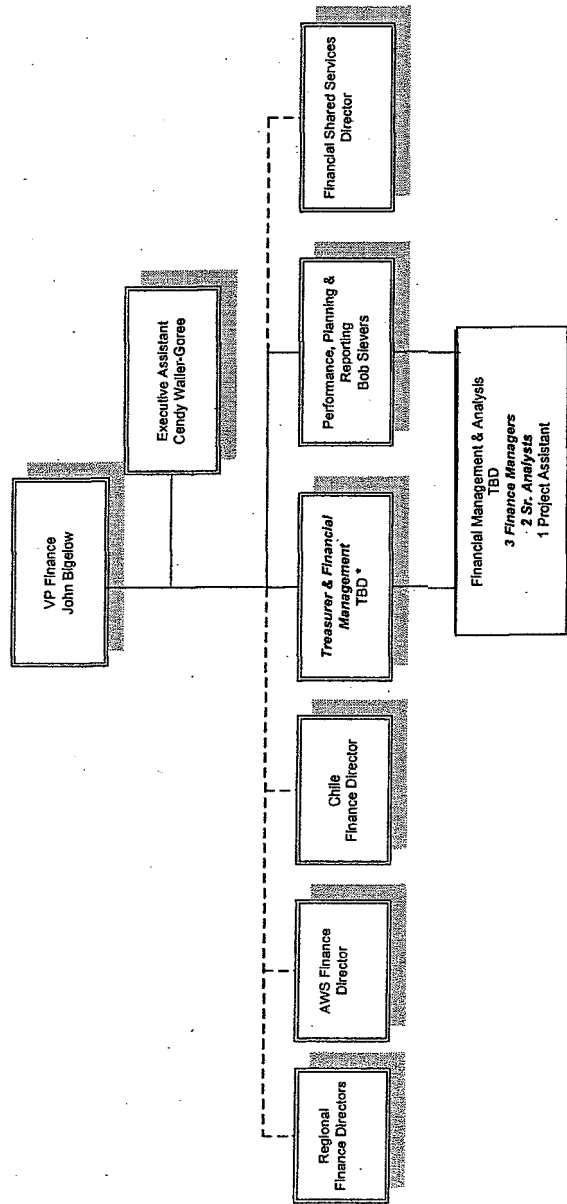 VP Finance
John Bigelow
Executive Assistant
Cendy Waller-Goree
Regional
Finance Directors
AWS Finance
Director
Chile
Finance Director
Treasurer & Financial
Management
TBD *
Performance, Planning &
Reporting
Bob Sievers
Financial Shared Services
Director
Financial Management & Analysis
TBD
3 Finance Managers
2 Sr. Analysts
1 Project Assistant